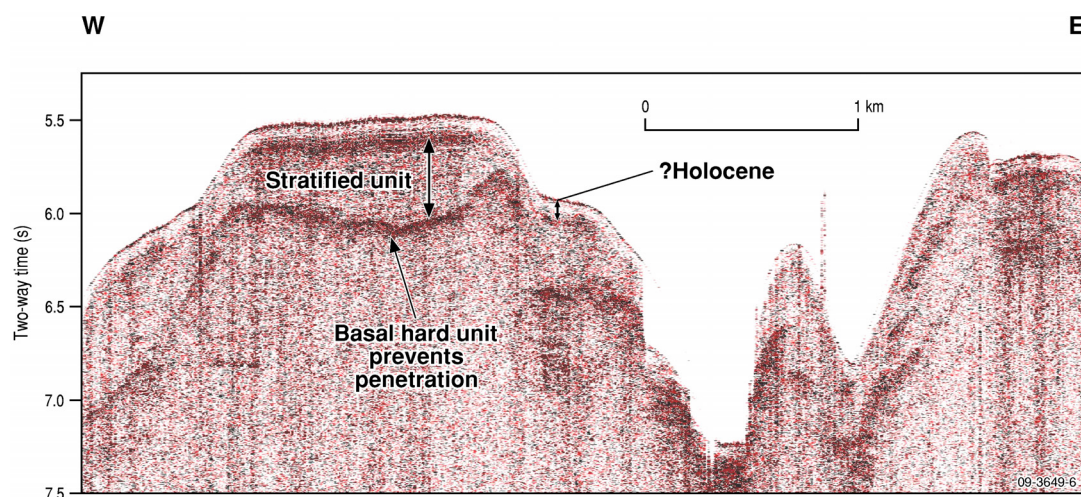 W
E
0
1 km
5.5
?Holocene
Stratified unit
6.0
Two-way time (s)
6.5
Basal hard unit
prevents
penetration
7.0
7.5
09-3649-6